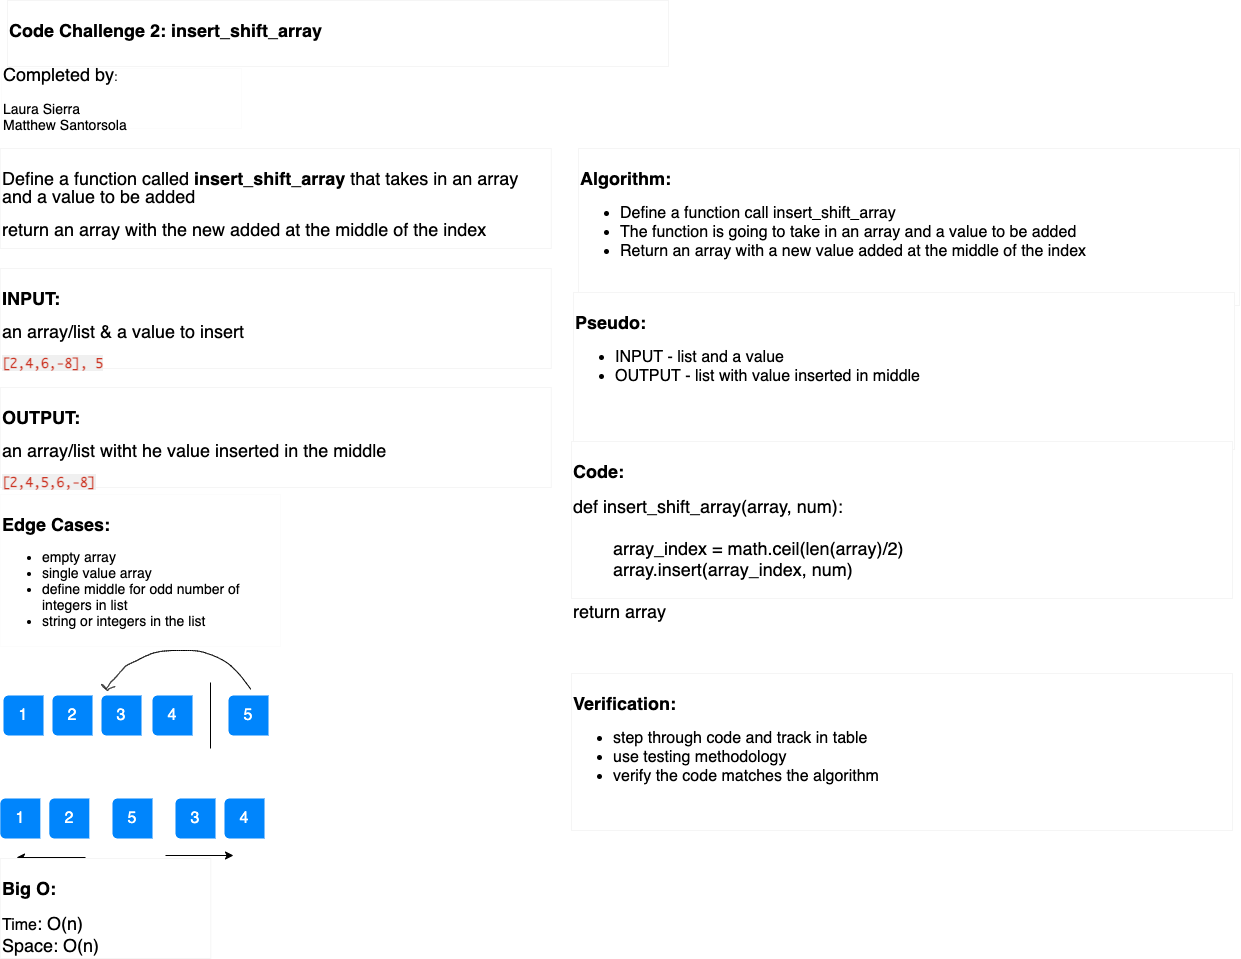 Code Challenge 2: insert_shift_array
Completed by:
Laura Sierra
Matthew Santorsola
Define a function called insert_shift_array that takes in an array
and a value to be added
return an array with the new added at the middle of the index
INPUT:
an array/list & a value to insert
[2,4,6,-8], 5
OUTPUT:
an array/list witht he value inserted in the middle
[2,4,5,6,-8]
Edge Cases:
• empty array
• single value array
• define middle for odd number of
integers in list
• string or integers in the list
1 2 3 4 5
1 2 5 3 4
Big O:
Time: O(n)
Space: O(n)
Algorithm:
• Define a function call insert_shift_array
• The function is going to take in an array and a value to be added
• Return an array with a new value added at the middle of the index
Pseudo:
• INPUT - list and a value
• OUTPUT - list with value inserted in middle
Code:
def insert_shift_array(array, num):
array_index = math.ceil(len(array)/2)
array.insert(array_index, num)
return array
Verification:
• step through code and track in table
• use testing methodology
• verify the code matches the algorithm